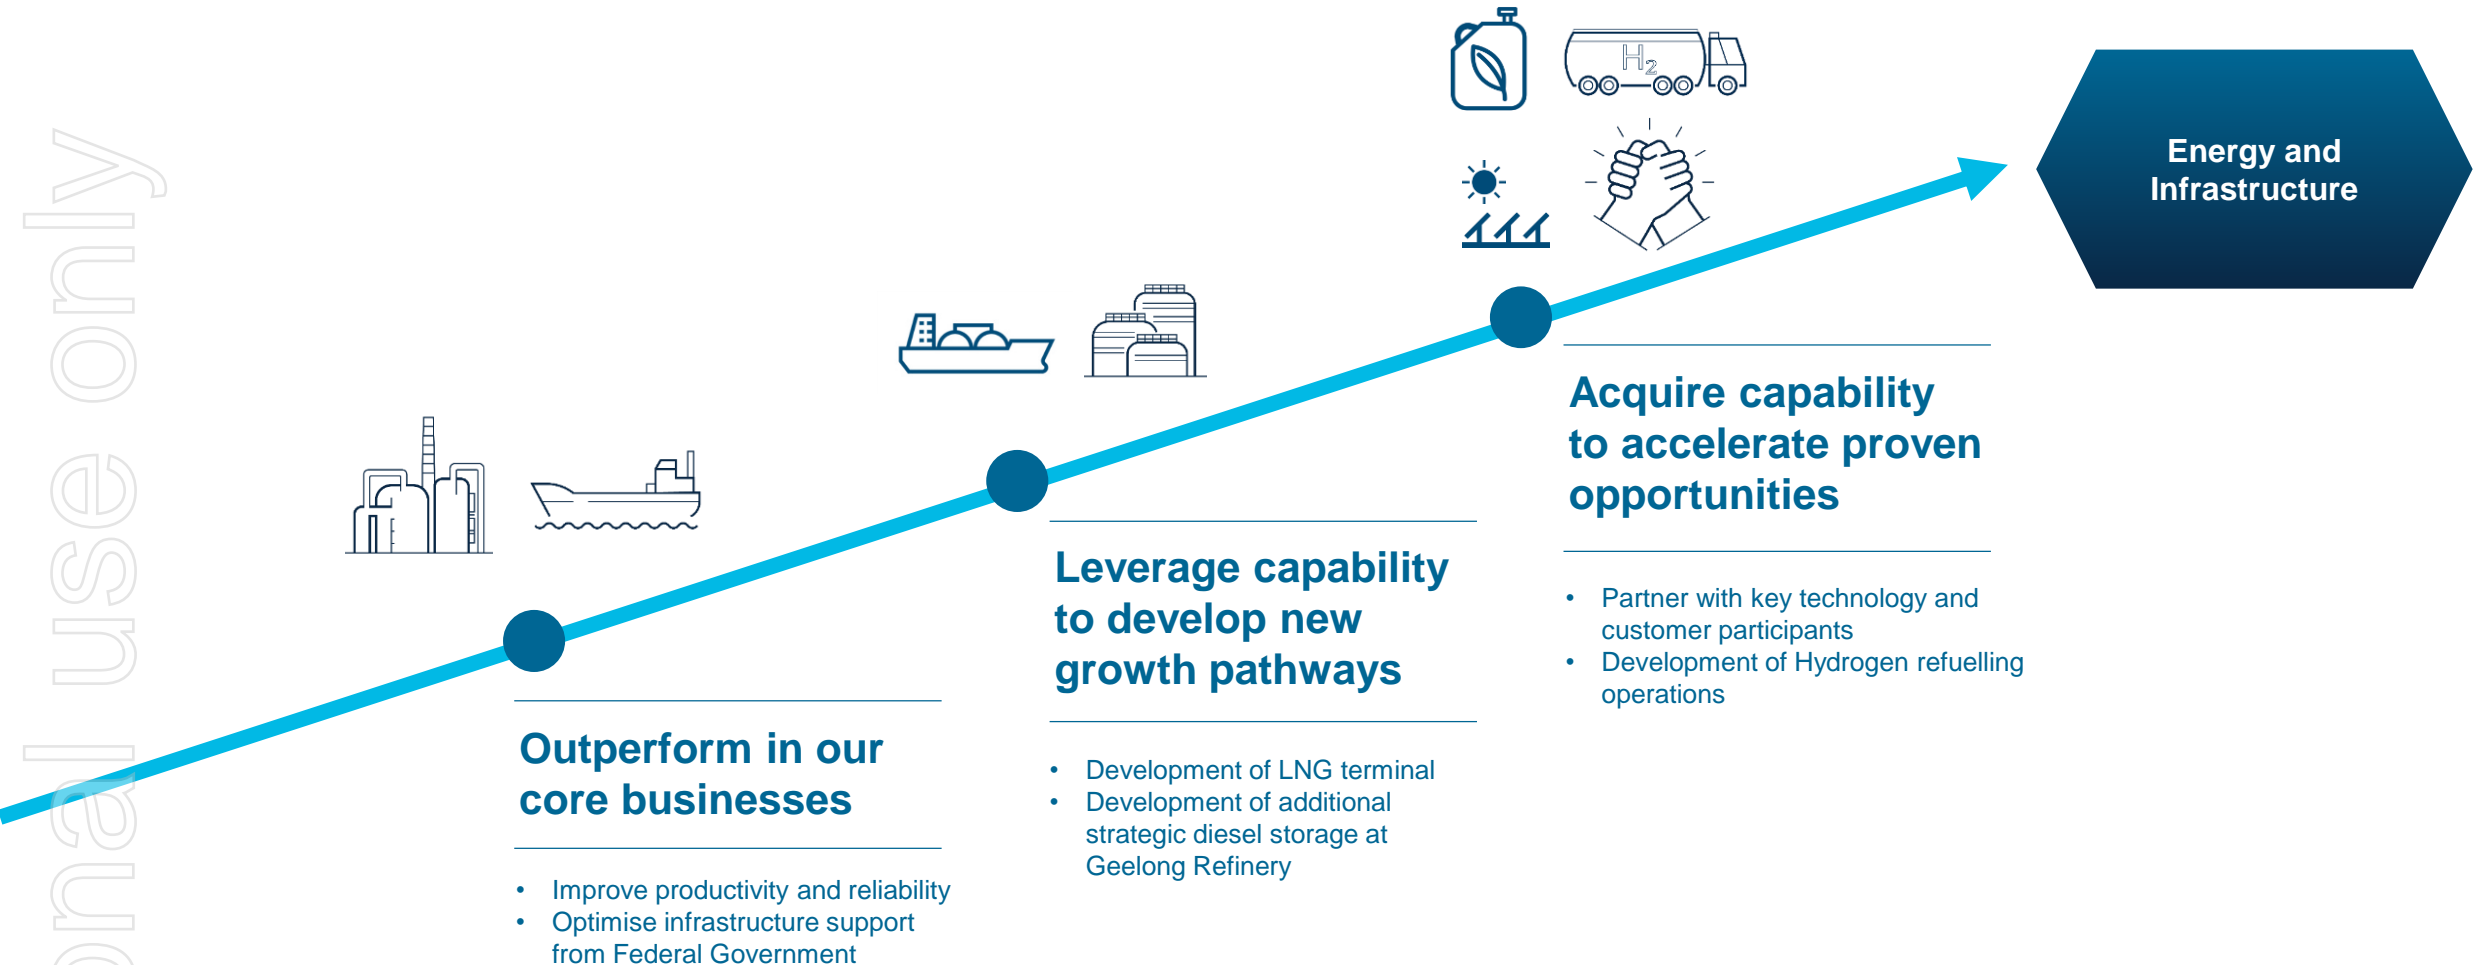 onal use only
H2
Energy and
Infrastructure
Acquire capability
to accelerate proven
opportunities
• Partner with key technology and
customer participants
• Development of Hydrogen refuelling
operations
Leverage capability
to develop new
growth pathways
• Development of LNG terminal
• Development of additional
strategic diesel storage at
Geelong Refinery
Outperform in our
core businesses
• Improve productivity and reliability
• Optimise infrastructure support
from Federal Government